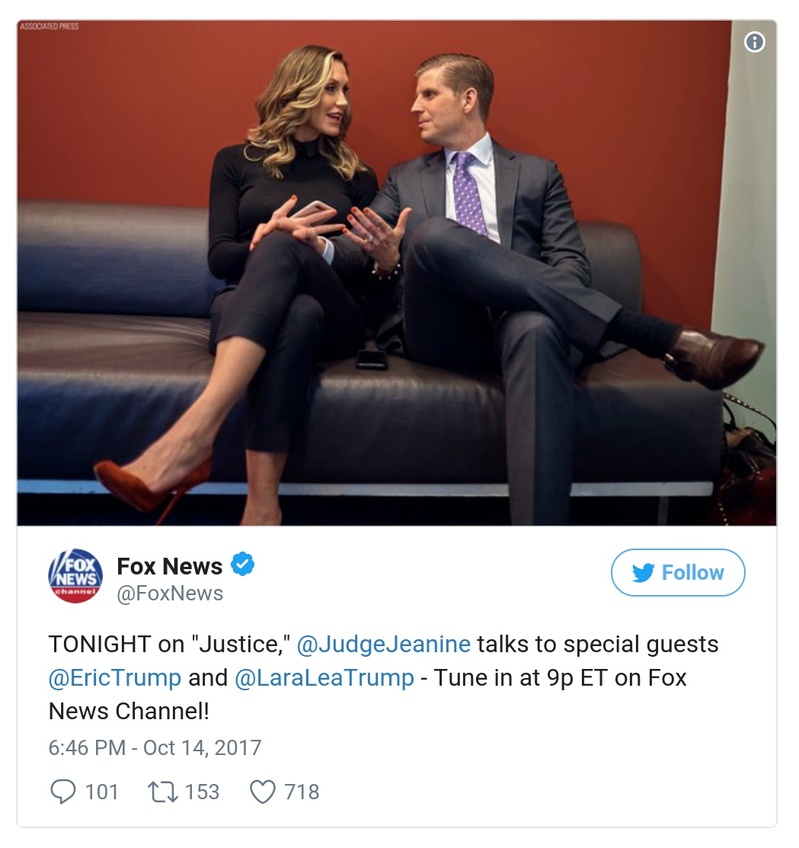 ASSOCIATED PRESS
FOX
NEWS
channel
Fox News
@FoxNews
Follow
TONIGHT on "Justice," @JudgeJeanine talks to special guests
@EricTrump and @LaraLeaTrump - Tune in at 9p ET on Fox
News Channel!
6:46 PM - Oct 14, 2017
101 153 718